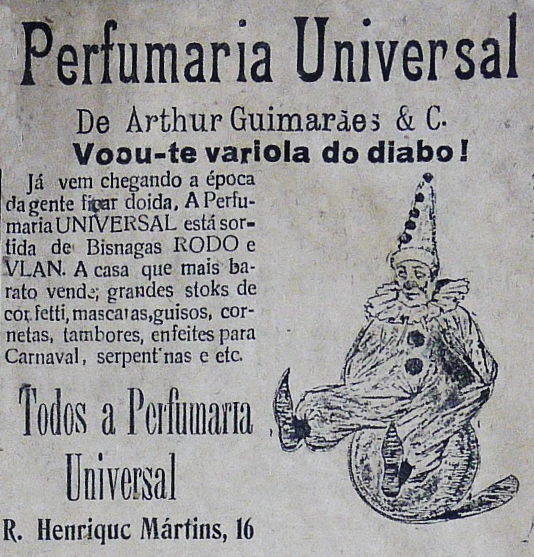 Perfumaria Universal
De Arthur Guimarães & C.
Voou-te variola do diabo!
Já vem chegando a época
da gente ficar doida. A Perfu-
maria UNIVERSAL está sor-
tida de Bisnagas RODO e
VLAN. A casa que mais ba-
rato vende; grandes stoks de
confetti, mascaras, guisos, cor-
netas, tambores, enfeites para
Carnaval, serpent'nas e etc.
Todos a Perfumaria
Universal
R. Henrique Mártins, 16